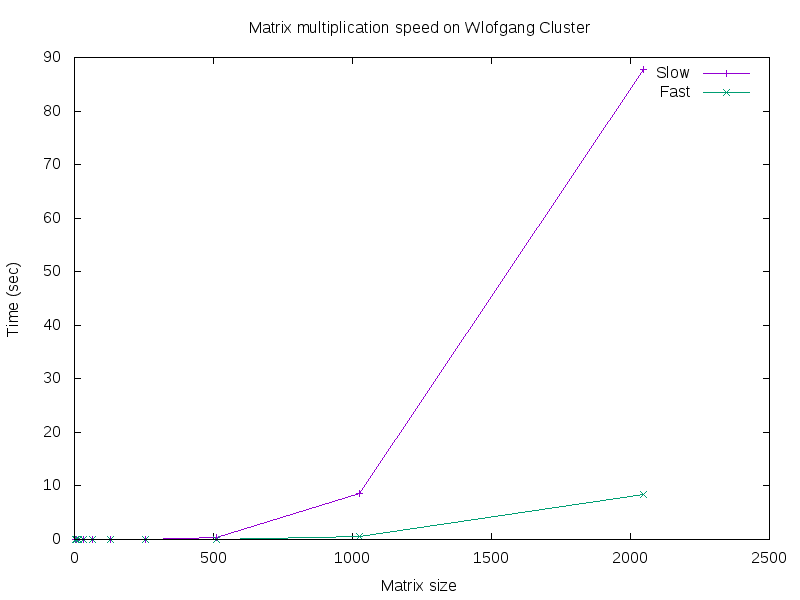 Matrix multiplication speed on Wlofgang Cluster
90
80
70
60
50
40
30
20
10
0
Time (sec)
Slow
Fast
0 500 1000 1500 2000 2500
Matrix size